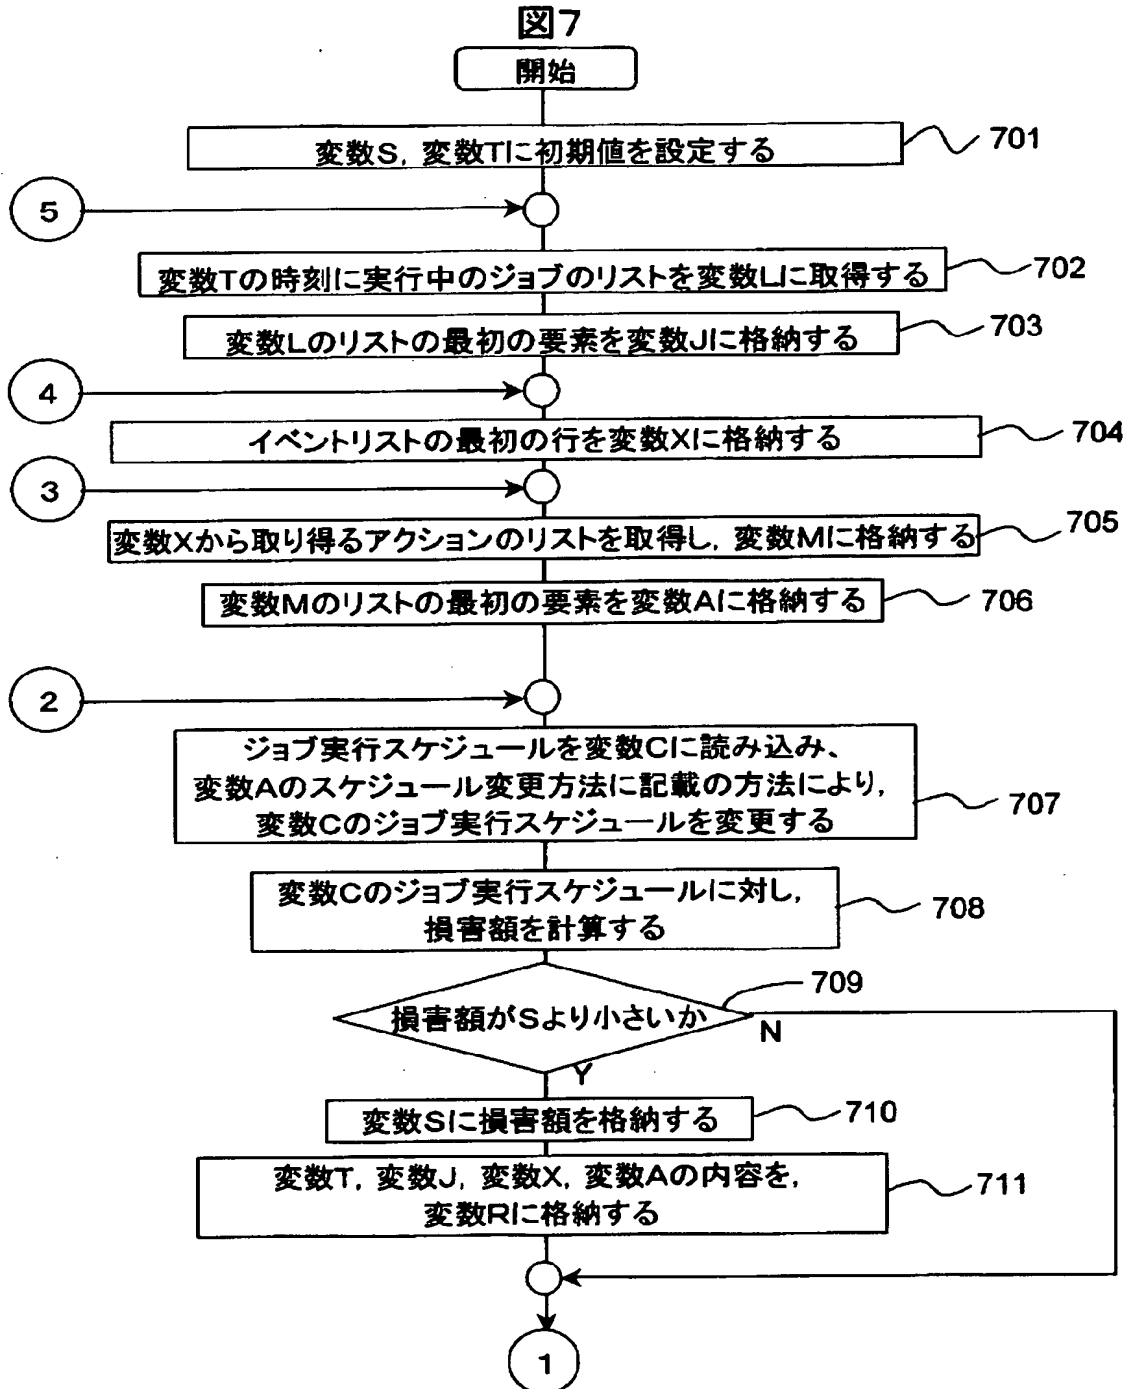 図7
開始
変数S, 変数Tに初期値を設定する
701
5
変数Tの時刻に実行中のジョブのリストを変数Lに取得する
702
変数Lのリストの最初の要素を変数Jに格納する
703
4
イベントリストの最初の行を変数Xに格納する
704
3
変数Xから取り得るアクションのリストを取得し, 変数Mに格納する
705
変数Mのリストの最初の要素を変数Aに格納する
706
2
ジョブ実行スケジュールを変数Cに読み込み、
変数Aのスケジュール変更方法に記載の方法により,
変数Cのジョブ実行スケジュールを変更する
707
変数Cのジョブ実行スケジュールに対し,
損害額を計算する
708
損害額がSより小さいか
709
N
Y
変数Sに損害額を格納する
710
変数T, 変数J, 変数X, 変数Aの内容を,
変数Rに格納する
711
1